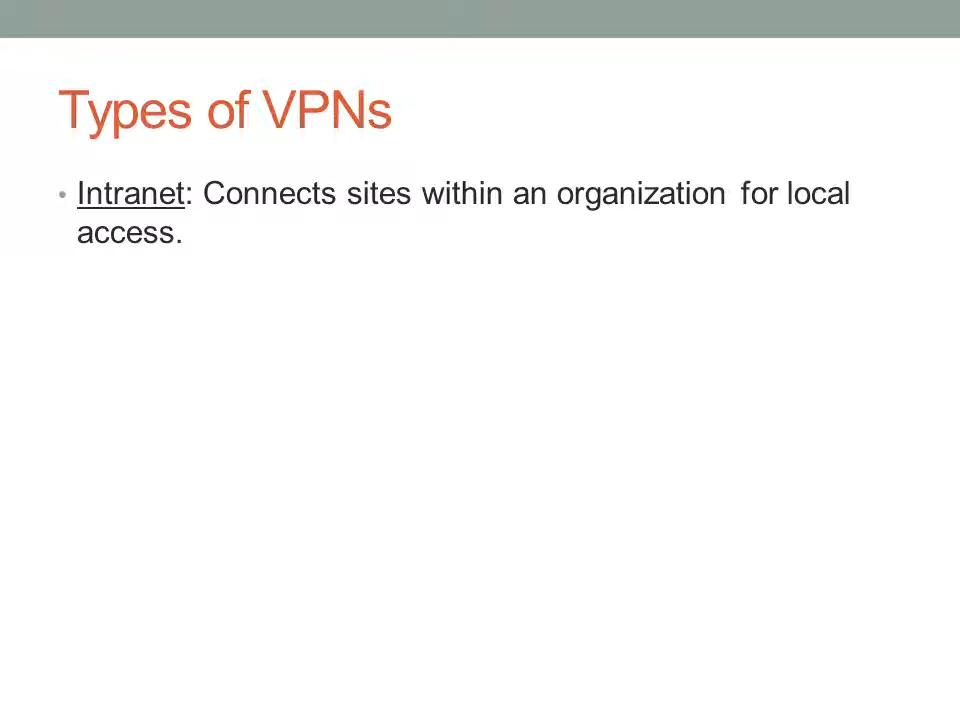 Types of VPNs
• Intranet: Connects sites within an organization for local
access.